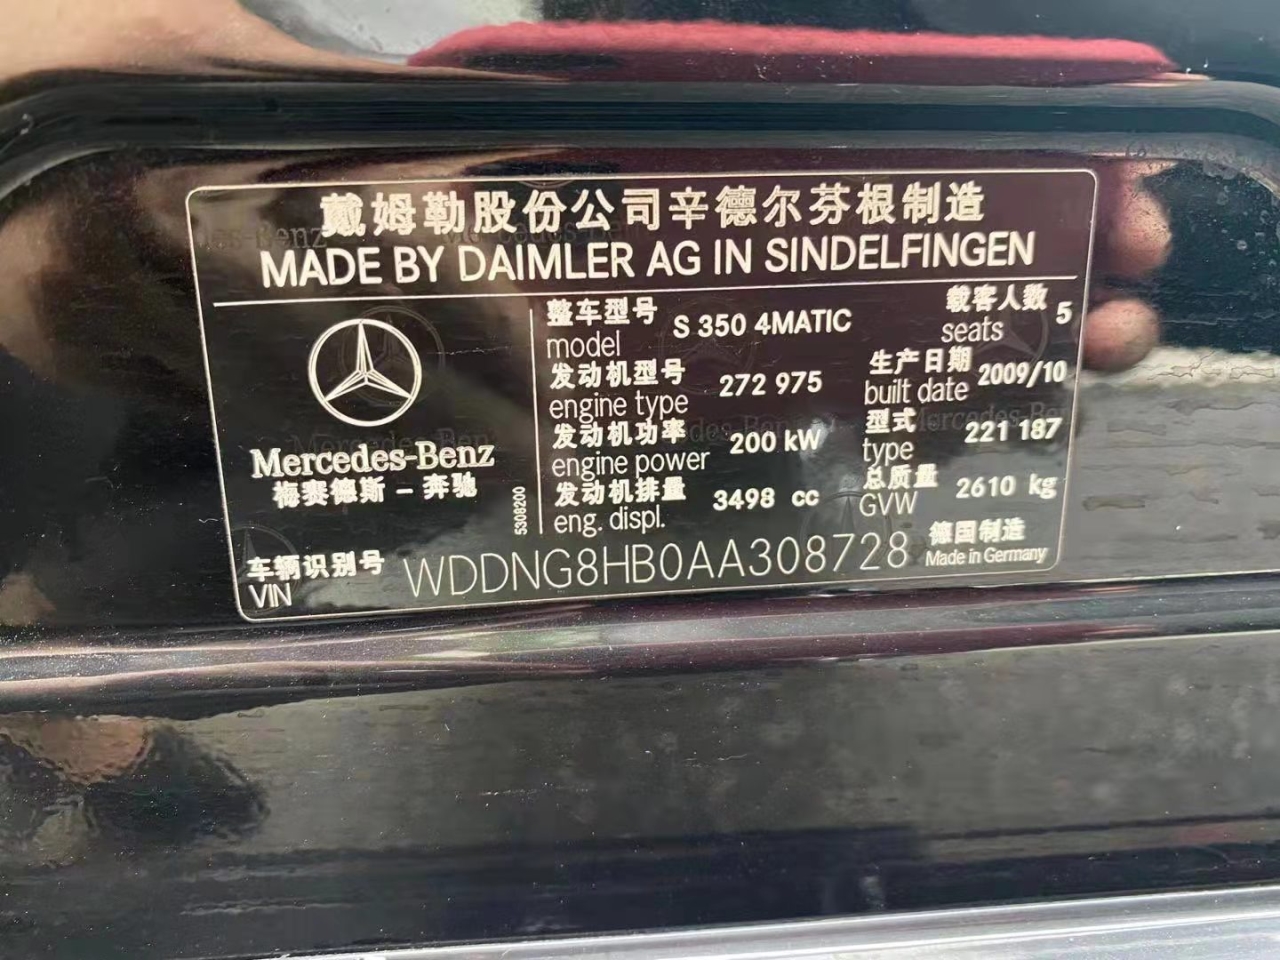 戴姆勒股份公司辛德尔芬根制造
MADE BY DAIMLER AG IN SINDELFINGEN
Mercedes-Benz
梅赛德斯－奔驰
5308200
整车型号 S 350 4MATIC 载客人数 5
model seats
发动机型号 272 975 生产日期 2009/10
engine type built date
发动机功率 200 kW 型式 221 187
engine power type
发动机排量 3498 cc 总质量 2610 kg
eng. displ. GVW
车辆识别号 WDDNG8HB0AA308728 德国制造
VIN Made in Germany